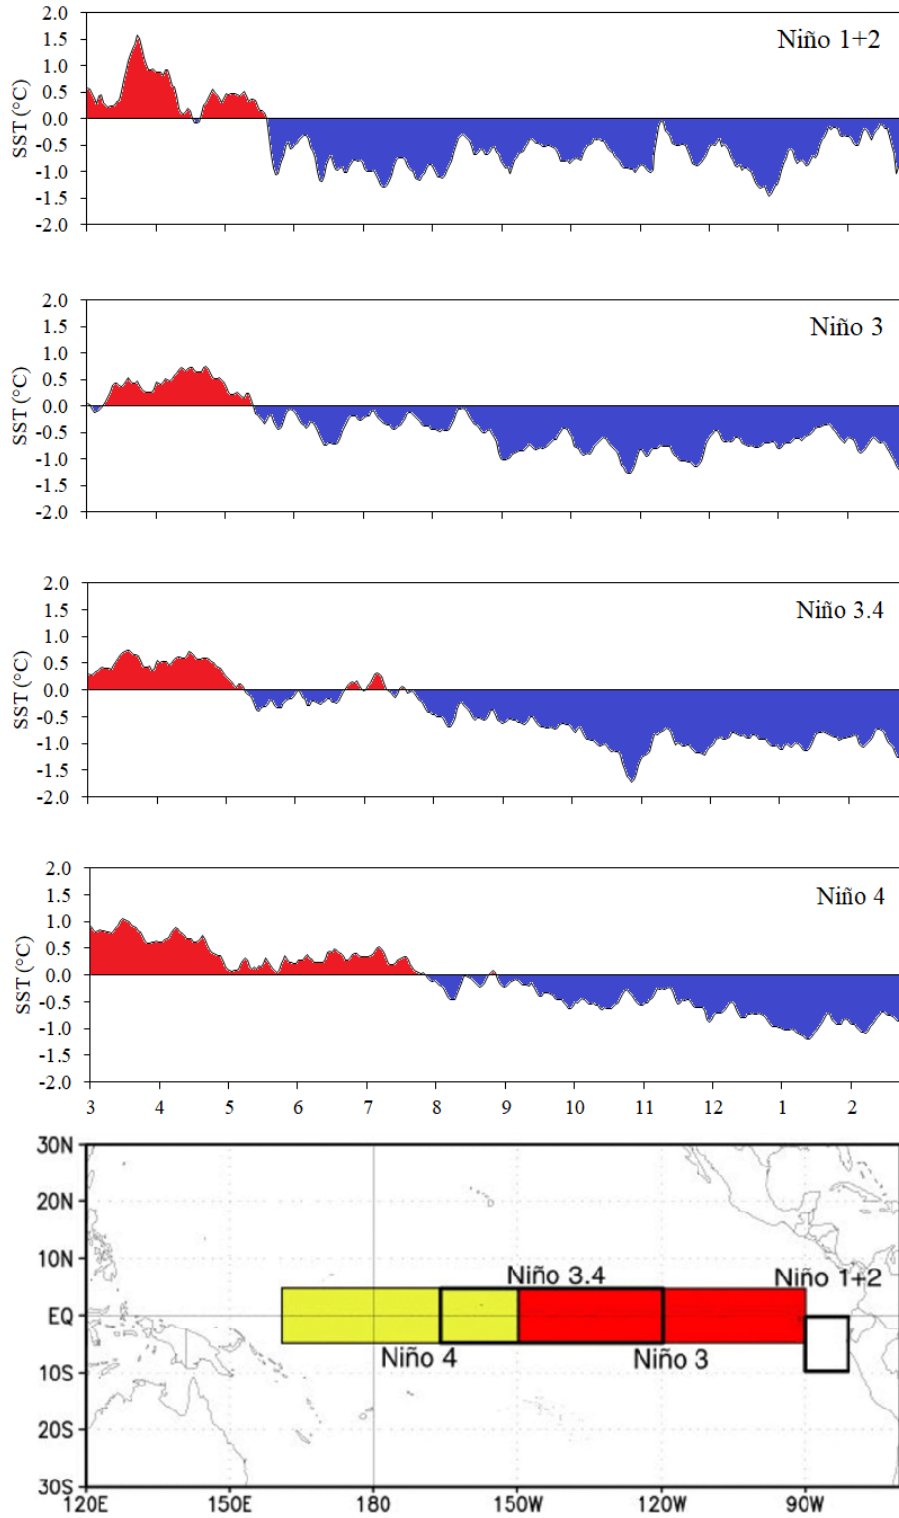 2.0
1.5
1.0
0.5
0.0
-0.5
-1.0
-1.5
-2.0
SST (°C)
Niño 1+2
2.0
1.5
1.0
0.5
0.0
-0.5
-1.0
-1.5
-2.0
SST (°C)
Niño 3
2.0
1.5
1.0
0.5
0.0
-0.5
-1.0
-1.5
-2.0
SST (°C)
Niño 3.4
2.0
1.5
1.0
0.5
0.0
-0.5
-1.0
-1.5
-2.0
SST (°C)
Niño 4
3 4 5 6 7 8 9 10 11 12 1 2
30N
20N
10N
EQ
10S
20S
30S
Niño 3.4
Niño 1+2
Niño 4
Niño 3
120E 150E 180 150W 120W 90W